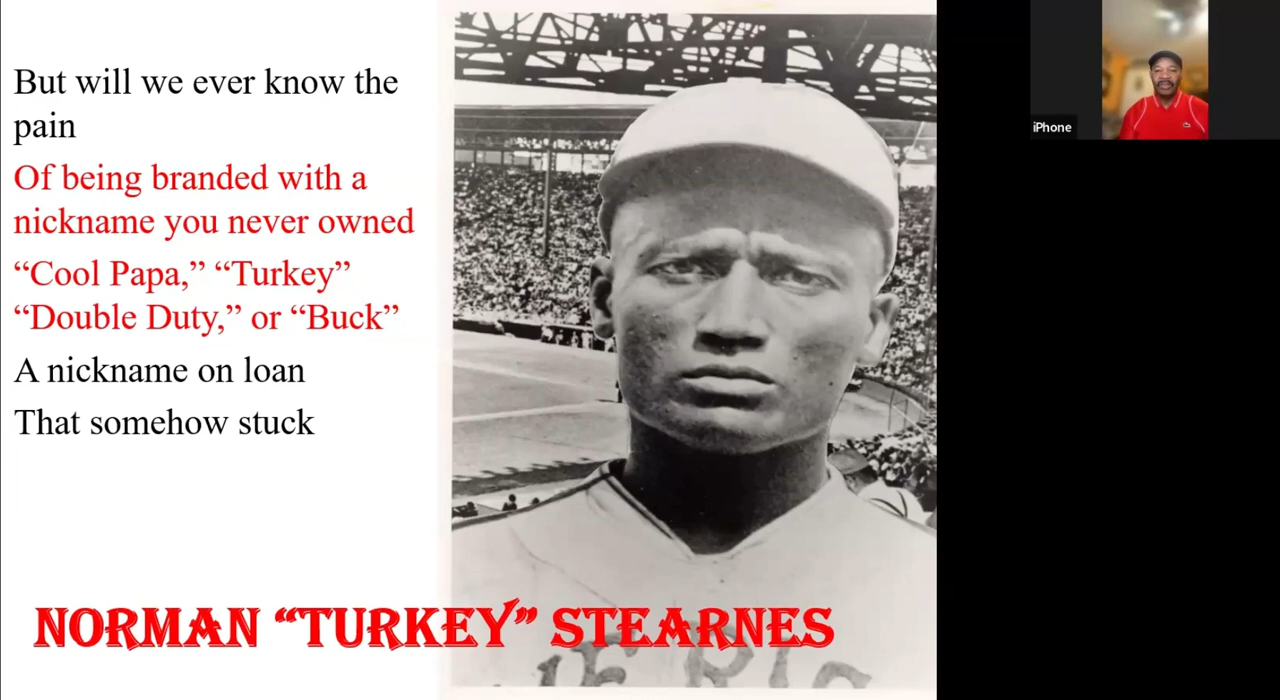 But will we ever know the
pain
Of being branded with a
nickname you never owned
“Cool Papa,” “Turkey”
“Double Duty,” or “Buck”
A nickname on loan
That somehow stuck
NORMAN “TURKEY” STEARNES
iPhone